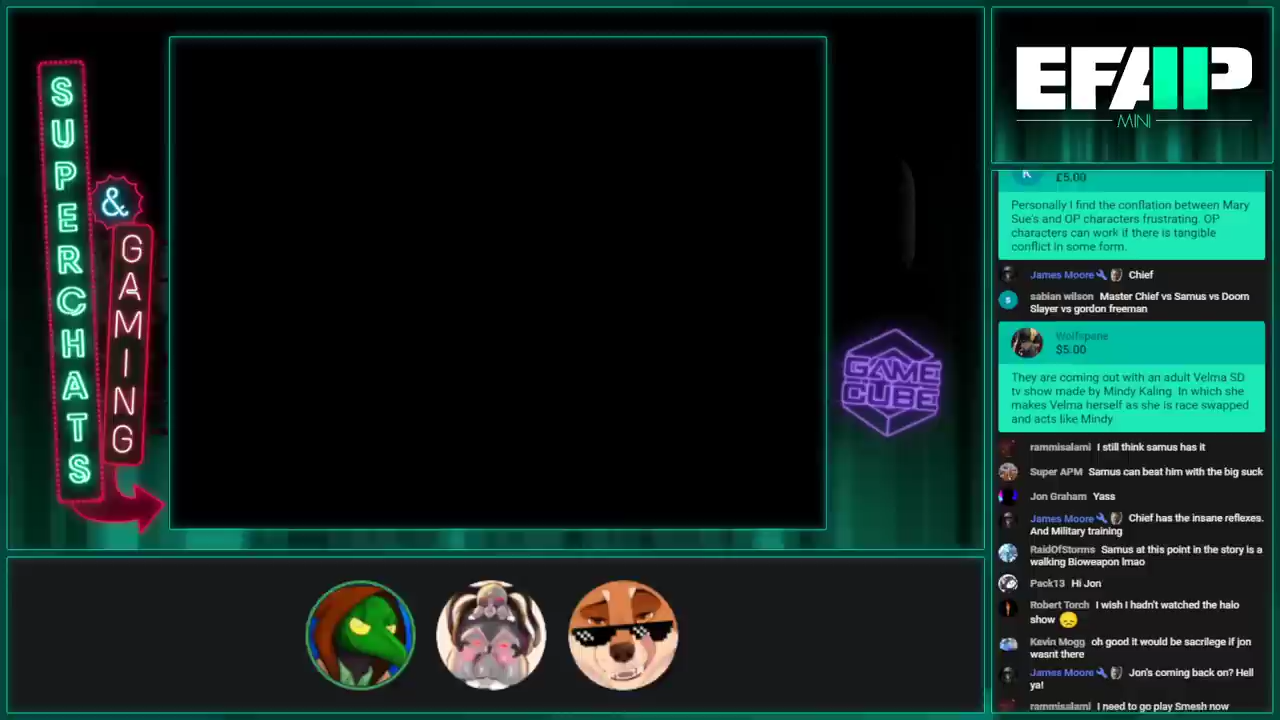 SUPERCHATS
&
GAMING
GAME
CUBE
EFAP
MINI
K
£5.00
Personally I find the conflation between Mary
Sue's and OP characters frustrating. OP
characters can work if there is tangible
conflict in some form.
James Moore Chief
s
sabian wilson Master Chief vs Samus vs Doom
Slayer vs gordon freeman
Wolfspene
$5.00
They are coming out with an adult Velma SD
tv show made by Mindy Kaling In which she
makes Velma herself as she is race swapped
and acts like Mindy
rammisalami I still think samus has it
Super APM Samus can beat him with the big suck
Jon Graham Yass
James Moore Chief has the insane reflexes.
And Military training
RaidOfStorms Samus at this point in the story is a
walking Bioweapon lmao
Pack13 Hi Jon
Robert Torch I wish I hadn't watched the halo
show
Kevin Mogg oh good it would be sacrilege if jon
wasnt there
James Moore Jon's coming back on? Hell
ya!
rammisalami I need to go play Smesh now